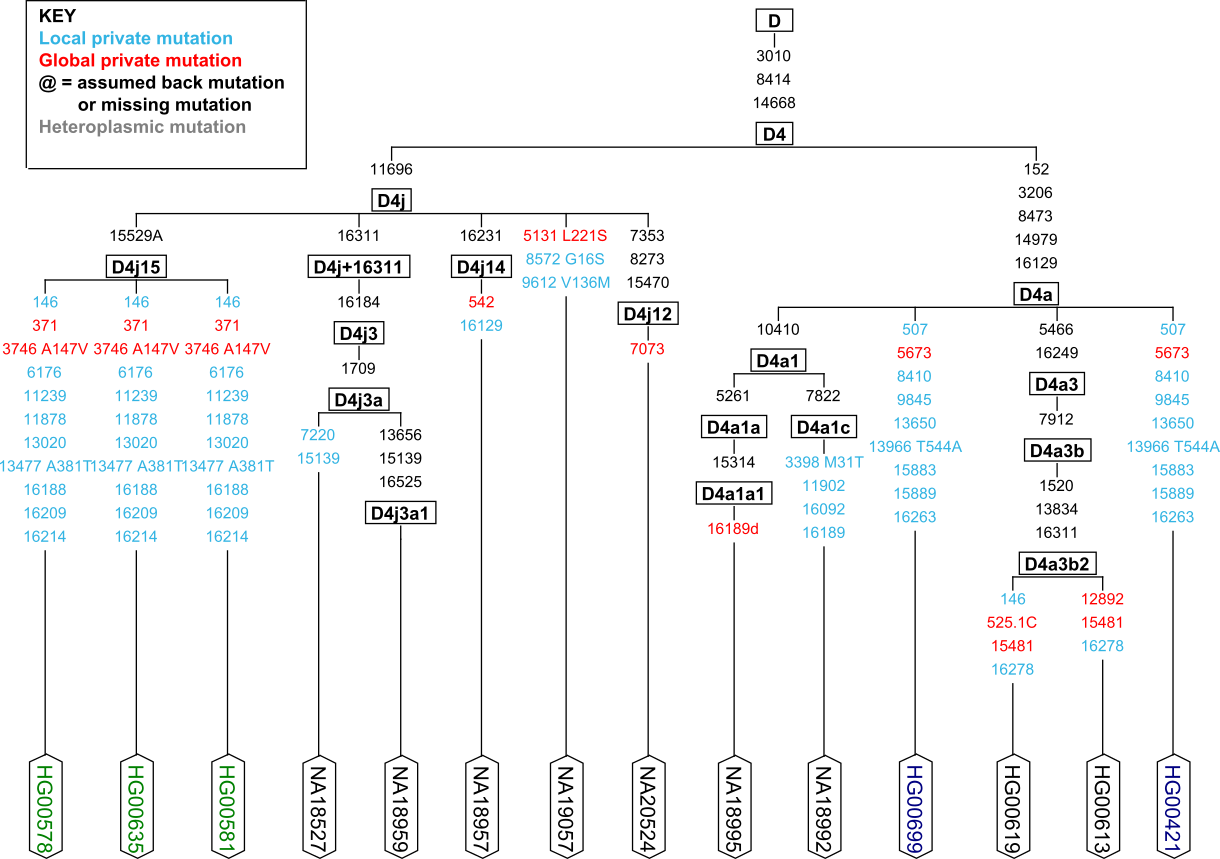 KEY
Local private mutation
Global private mutation
@ = assumed back mutation
or missing mutation
Heteroplasmic mutation
D
3010
8414
14668
D4
11696
D4j
15529A
D4j15
146
371
3746 A147V
6176
11239
11878
13020
13477 A381T
16188
16209
16214
HG00578
146
371
3746 A147V
6176
11239
11878
13020
13477 A381T
16188
16209
16214
HG00635
146
371
3746 A147V
6176
11239
11878
13020
13477 A381T
16188
16209
16214
HG00581
16311
D4j+16311
16184
D4j3
1709
D4j3a
7220
15139
NA18527
13656
15139
16525
D4j3a1
NA18959
16231
D4j14
542
16129
NA18957
5131 L221S
8572 G16S
9612 V136M
NA19057
7353
8273
15470
D4j12
7073
NA20524
152
3206
8473
14979
16129
D4a
10410
D4a1
5261
D4a1a
15314
D4a1a1
16189d
NA18995
7822
D4a1c
3398 M31T
11902
16092
16189
NA18992
507
5673
8410
9845
13650
13966 T544A
15883
15889
16263
HG00699
5466
16249
D4a3
7912
D4a3b
1520
13834
16311
D4a3b2
146
525.1C
15481
16278
HG00619
12892
15481
16278
HG00613
507
5673
8410
9845
13650
13966 T544A
15883
15889
16263
HG00421